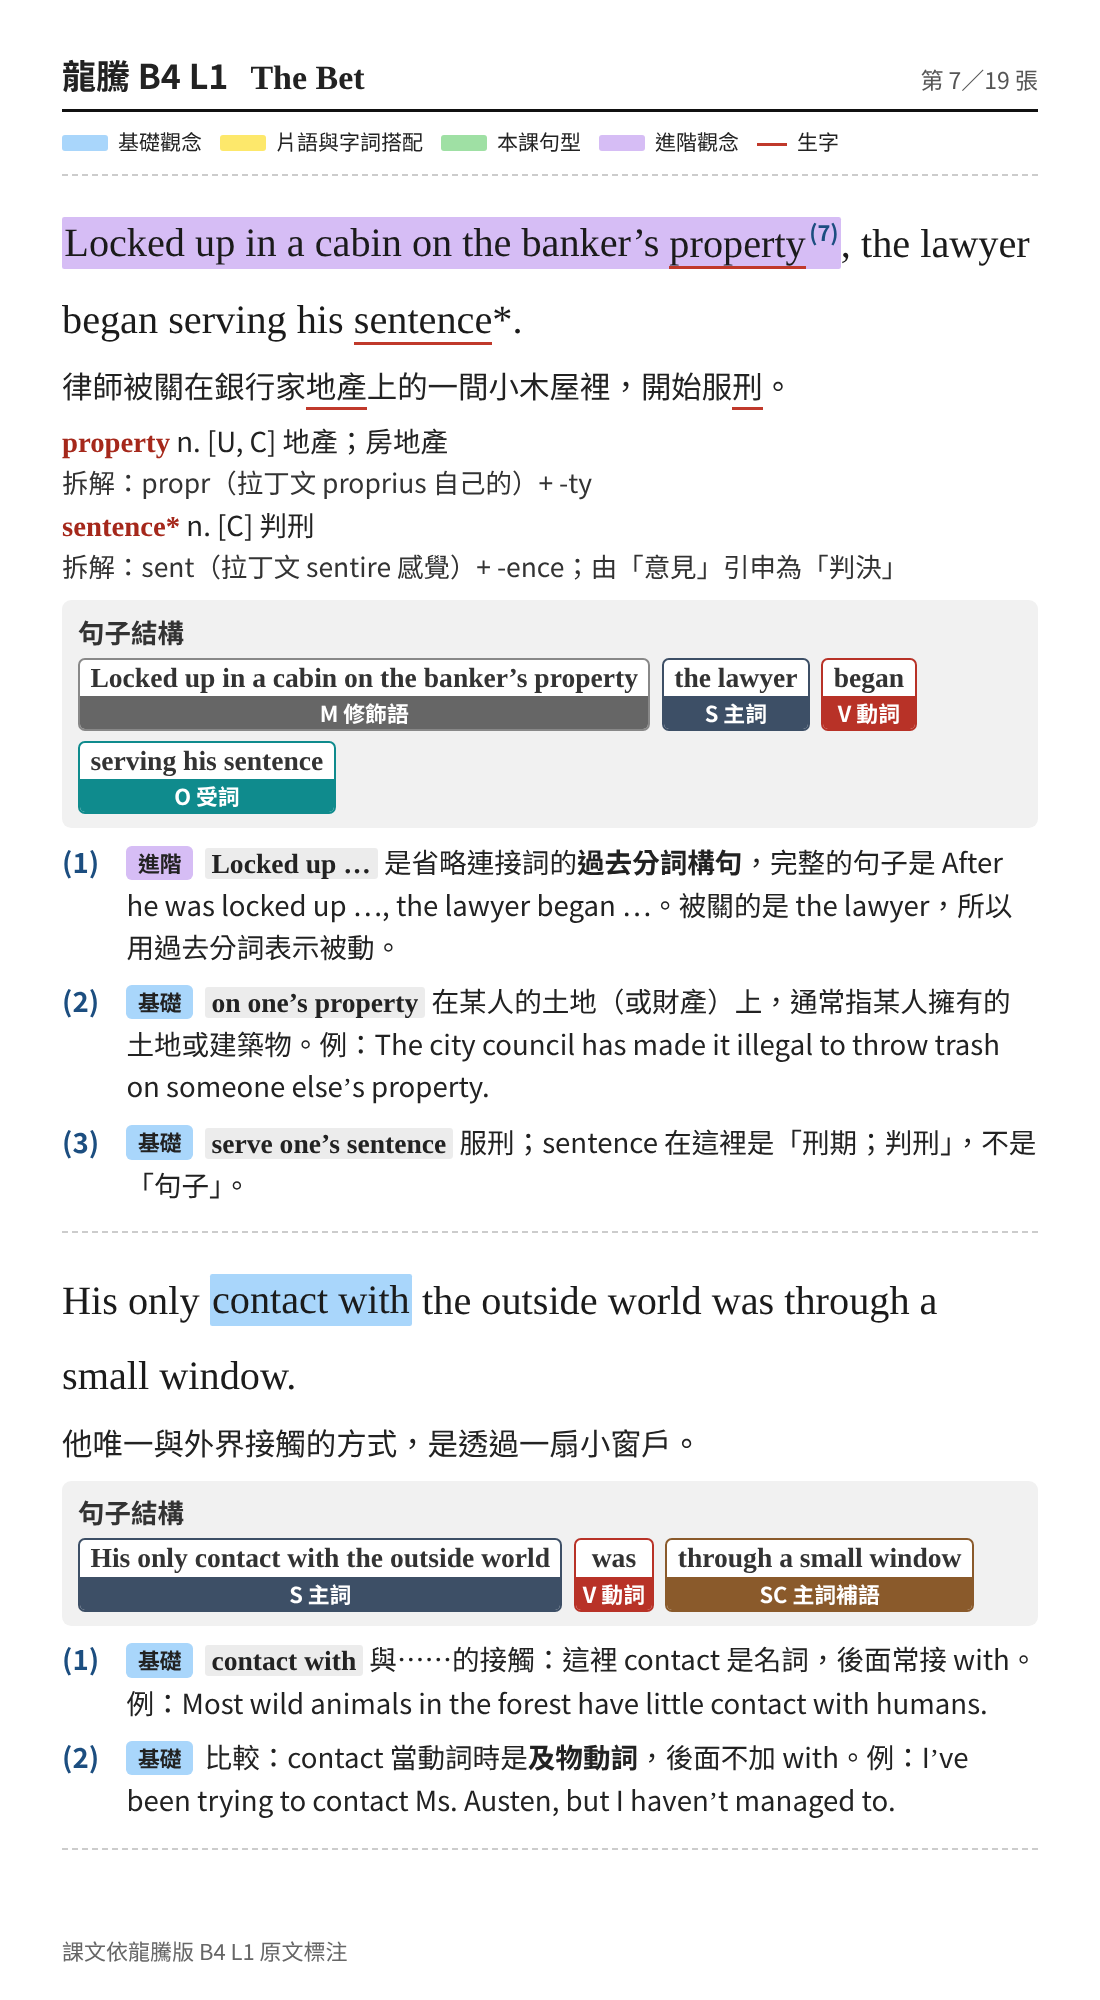 龍騰 B4 L1 The Bet
第 7／19 張
基礎觀念 片語與字詞搭配 本課句型 進階觀念 生字
Locked up in a cabin on the banker’s property(7), the lawyer
began serving his sentence*.
律師被關在銀行家地產上的一間小木屋裡，開始服刑。
property n. [U, C] 地產；房地產
拆解：propr（拉丁文 proprius 自己的）+ -ty
sentence* n. [C] 判刑
拆解：sent（拉丁文 sentire 感覺）+ -ence；由「意見」引申為「判決」
句子結構
Locked up in a cabin on the banker’s property the lawyer began
M 修飾語 S 主詞 V 動詞
serving his sentence
O 受詞
(1) 進階 Locked up … 是省略連接詞的過去分詞構句，完整的句子是 After
he was locked up …, the lawyer began …。被關的是 the lawyer，所以
用過去分詞表示被動。
(2) 基礎 on one’s property 在某人的土地（或財產）上，通常指某人擁有的
土地或建築物。例：The city council has made it illegal to throw trash
on someone else’s property.
(3) 基礎 serve one’s sentence 服刑；sentence 在這裡是「刑期；判刑」，不是
「句子」。
His only contact with the outside world was through a
small window.
他唯一與外界接觸的方式，是透過一扇小窗戶。
句子結構
His only contact with the outside world was through a small window
S 主詞 V 動詞 SC 主詞補語
(1) 基礎 contact with 與……的接觸：這裡 contact 是名詞，後面常接 with。
例：Most wild animals in the forest have little contact with humans.
(2) 基礎 比較：contact 當動詞時是及物動詞，後面不加 with。例：I’ve
been trying to contact Ms. Austen, but I haven’t managed to.
課文依龍騰版 B4 L1 原文標注